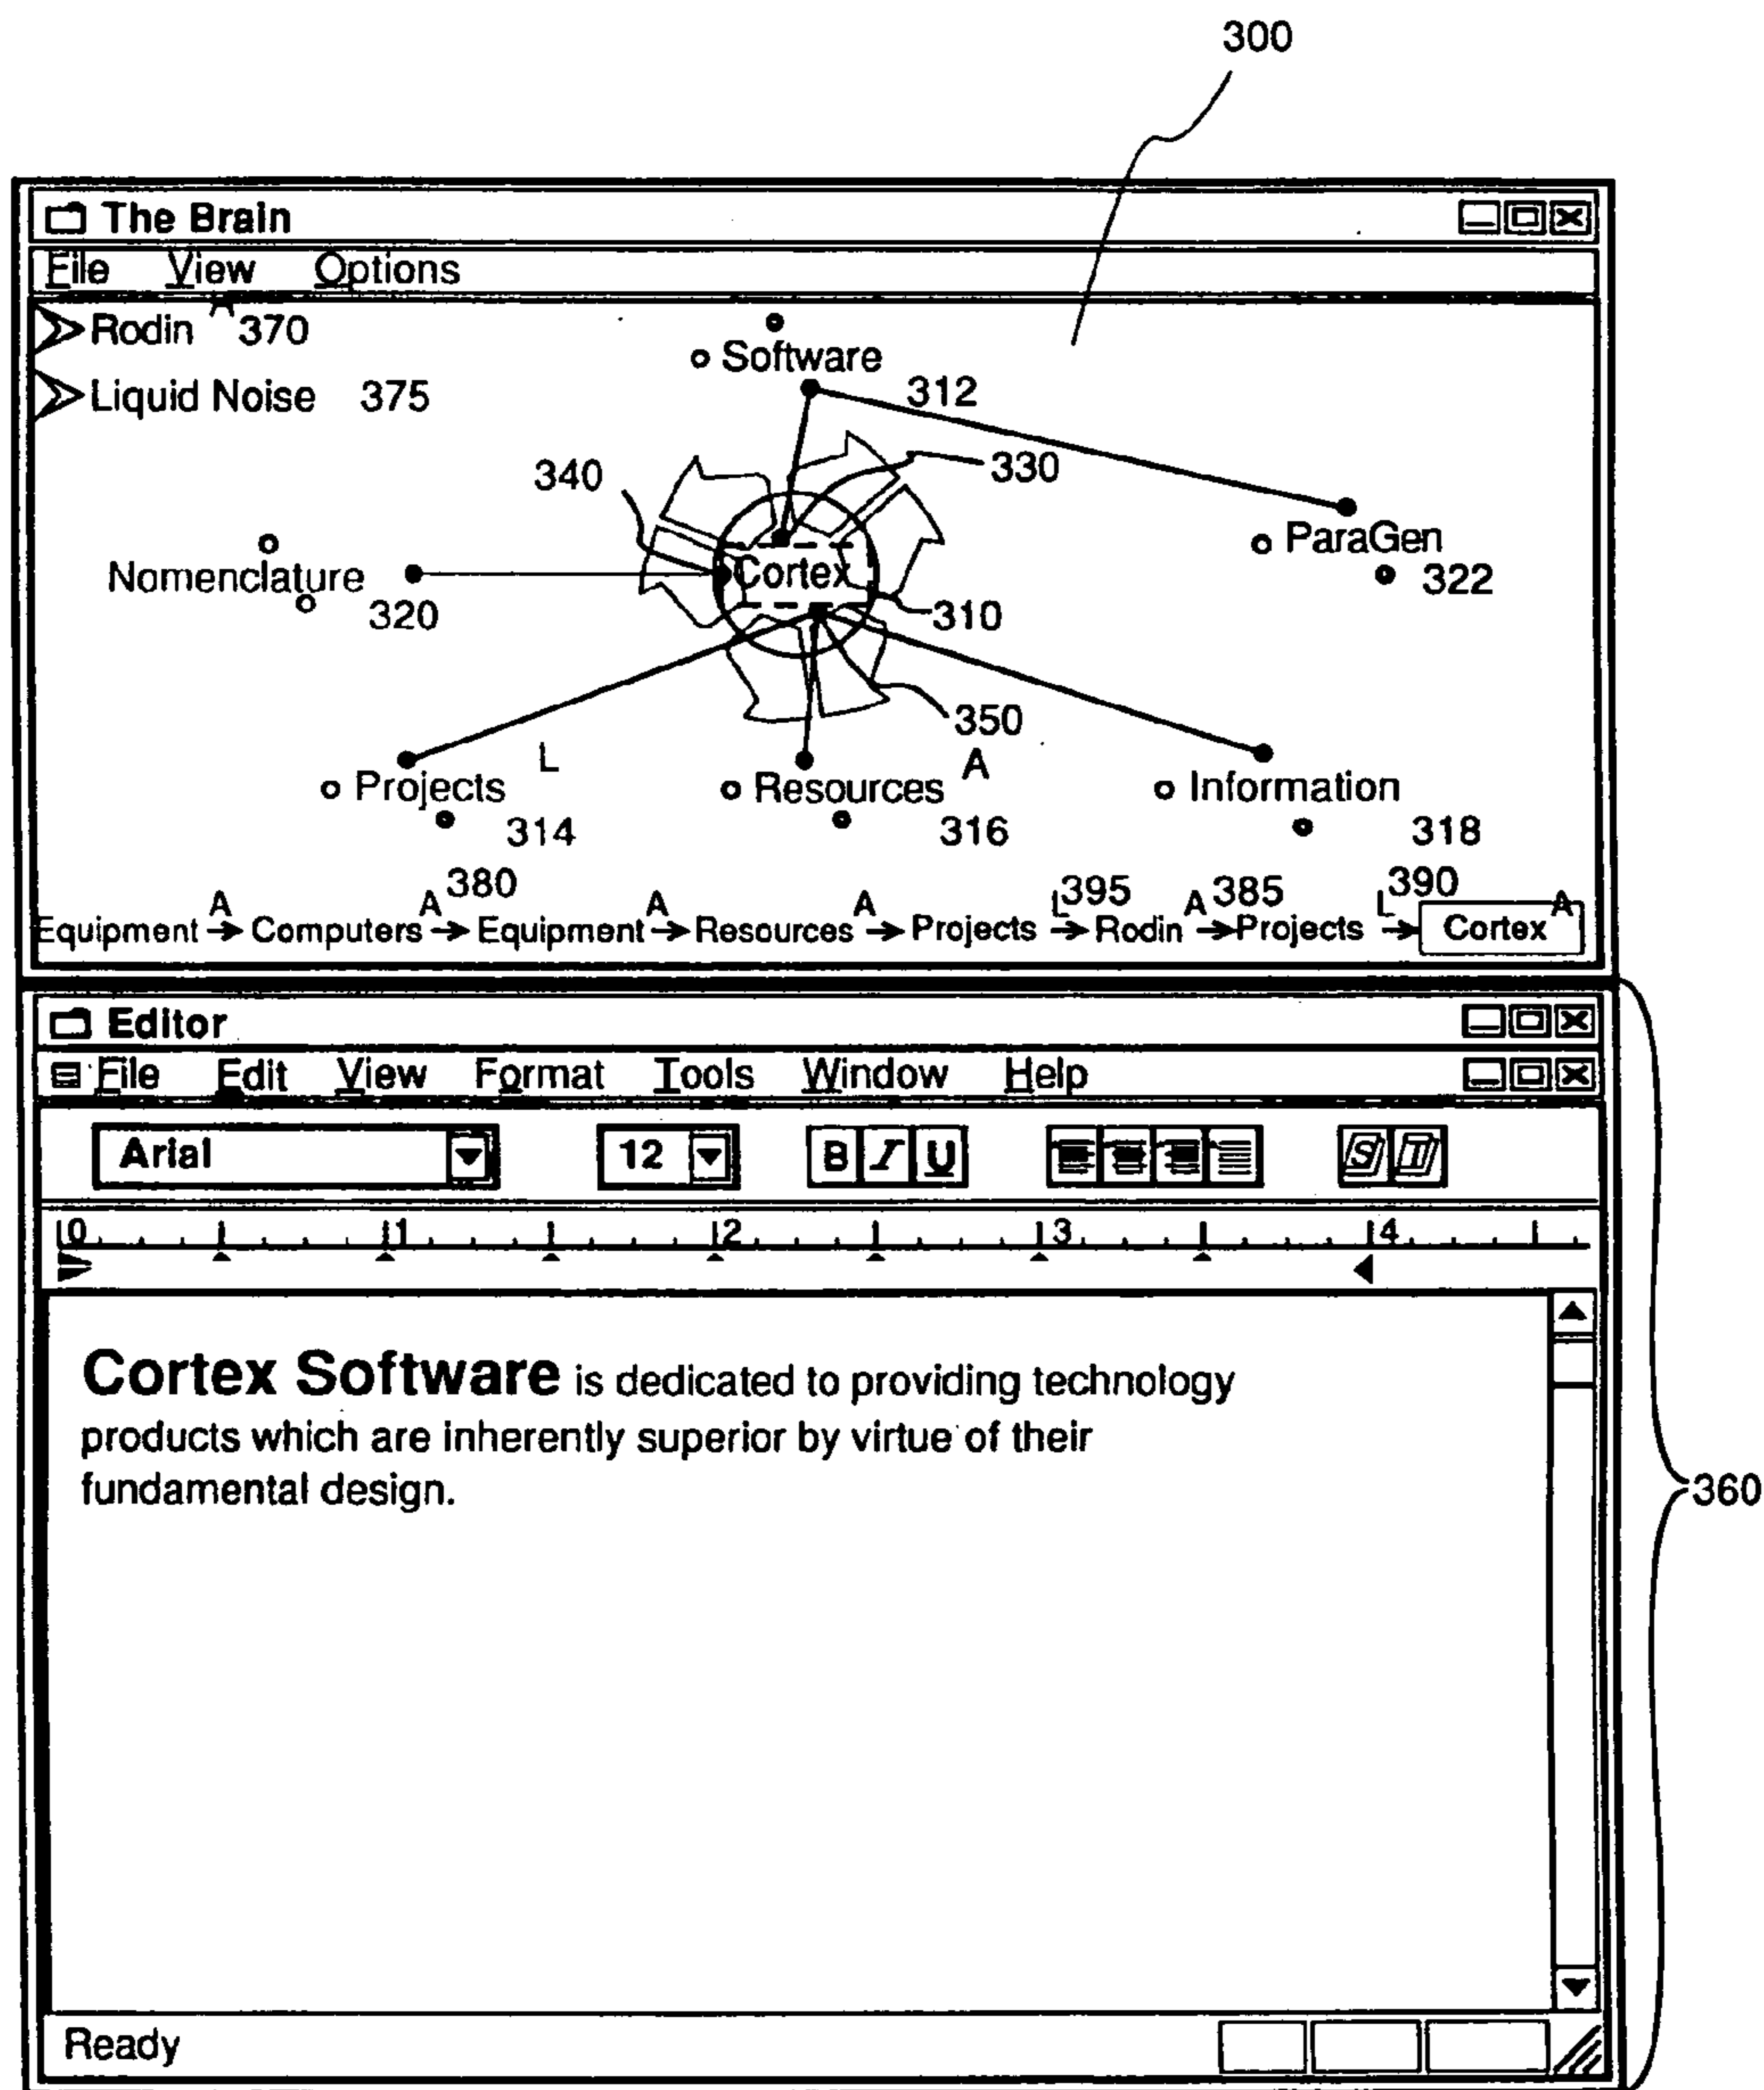 300
The Brain
File View Options
Rodin A 370
Software
Liquid Noise 375
312
340
330
ParaGen
Nomenclature
Cortex
322
320
310
350
L
A
Projects
Resources
Information
314
316
318
A A 380 A A L 395 A 385 L 390 A
Equipment → Computers → Equipment → Resources → Projects → Rodin → Projects → Cortex
Editor
File Edit View Format Tools Window Help
Arial 12 B I U S T
0 1 2 3 4
Cortex Software is dedicated to providing technology
products which are inherently superior by virtue of their
fundamental design.
360
Ready